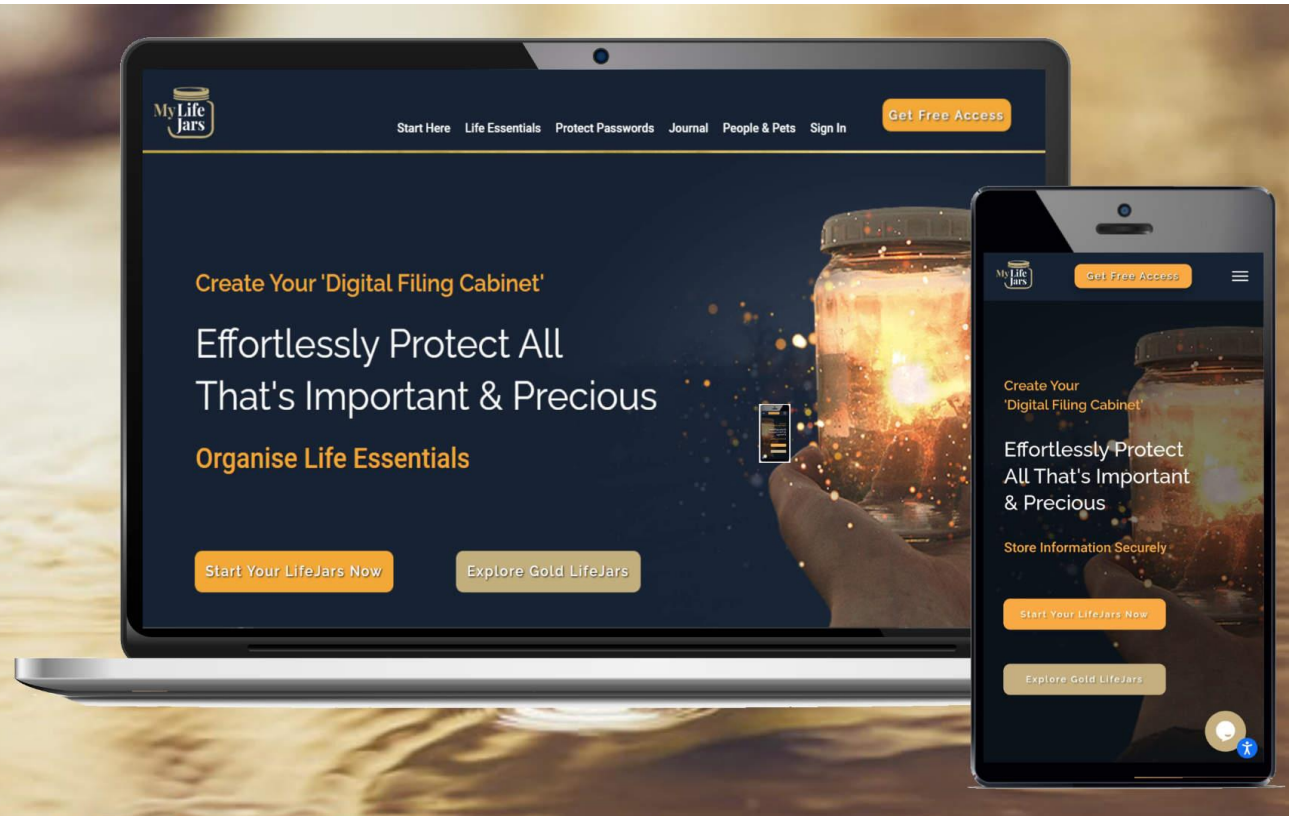 My Life
Jars
Start Here Life Essentials Protect Passwords Journal People & Pets Sign In
Get Free Access
Create Your 'Digital Filing Cabinet'
Effortlessly Protect All
That's Important & Precious
Organise Life Essentials
Start Your LifeJars Now
Explore Gold LifeJars
My Life
Jars
Get Free Access
Create Your
'Digital Filing Cabinet'
Effortlessly Protect
All That's Important
& Precious
Store Information Securely
Start Your LifeJars Now
Explore Gold LifeJars